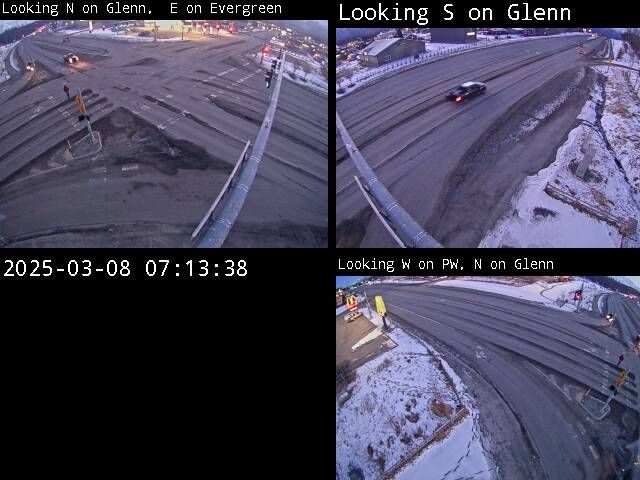 Looking N on Glenn, E on Evergreen
Looking S on Glenn
2025-03-08 07:13:38
Looking W on PW, N on Glenn